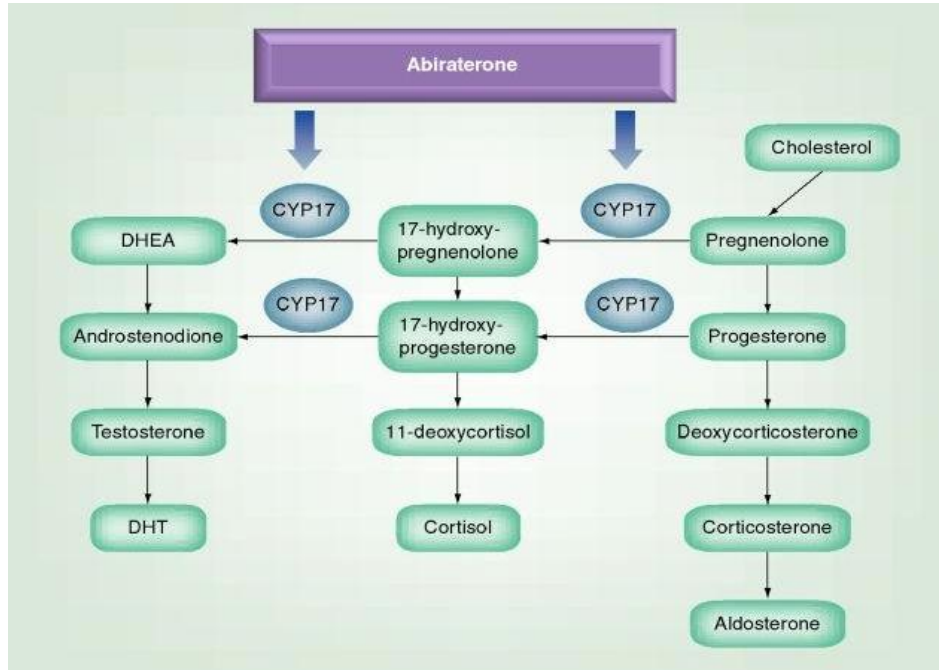 Abiraterone
Cholesterol
CYP17
CYP17
DHEA
17-hydroxy-
pregnenolone
Pregnenolone
CYP17
CYP17
Androstenodione
17-hydroxy-
progesterone
Progesterone
Testosterone
11-deoxycortisol
Deoxycorticosterone
DHT
Cortisol
Corticosterone
Aldosterone